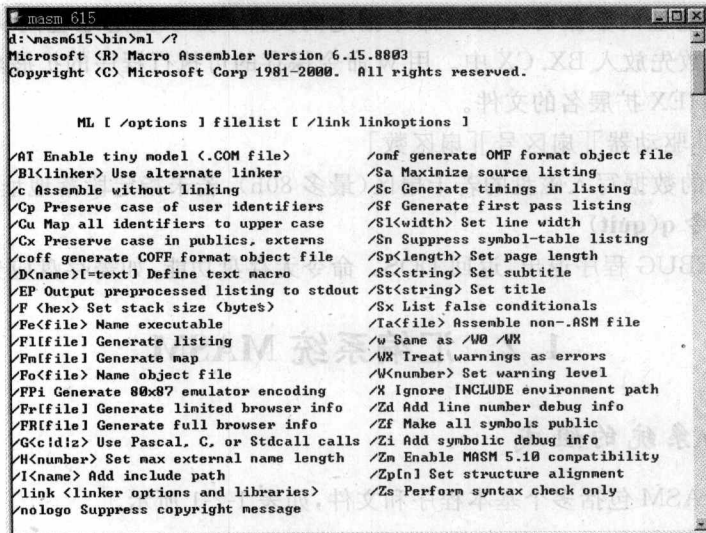 masm 615
d:\masm615\bin>ml /?
Microsoft (R) Macro Assembler Version 6.15.8803
Copyright (C) Microsoft Corp 1981-2000.  All rights reserved.
ML [ /options ] filelist [ /link linkoptions ]
/AT Enable tiny model (.COM file) /omf generate OMF format object file
/Bl<linker> Use alternate linker /Sa Maximize source listing
/c Assemble without linking /Sc Generate timings in listing
/Cp Preserve case of user identifiers /Sf Generate first pass listing
/Cu Map all identifiers to upper case /Sl<width> Set line width
/Cx Preserve case in publics, externs /Sn Suppress symbol-table listing
/coff generate COFF format object file /Sp<length> Set page length
/D<name>[=text] Define text macro /Ss<string> Set subtitle
/EP Output preprocessed listing to stdout /St<string> Set title
/F <hex> Set stack size (bytes) /Sx List false conditionals
/Fe<file> Name executable /Ta<file> Assemble non-.ASM file
/Fl[file] Generate listing /w Same as /W0 /WX
/Fm[file] Generate map /WX Treat warnings as errors
/Fo<file> Name object file /W<number> Set warning level
/FPi Generate 80x87 emulator encoding /X Ignore INCLUDE environment path
/Fr[file] Generate limited browser info /Zd Add line number debug info
/FR[file] Generate full browser info /Zf Make all symbols public
/G<c|d|z> Use Pascal, C, or Stdcall calls /Zi Add symbolic debug info
/H<number> Set max external name length /Zm Enable MASM 5.10 compatibility
/I<name> Add include path /Zp[n] Set structure alignment
/link <linker options and libraries> /Zs Perform syntax check only
/nologo Suppress copyright message